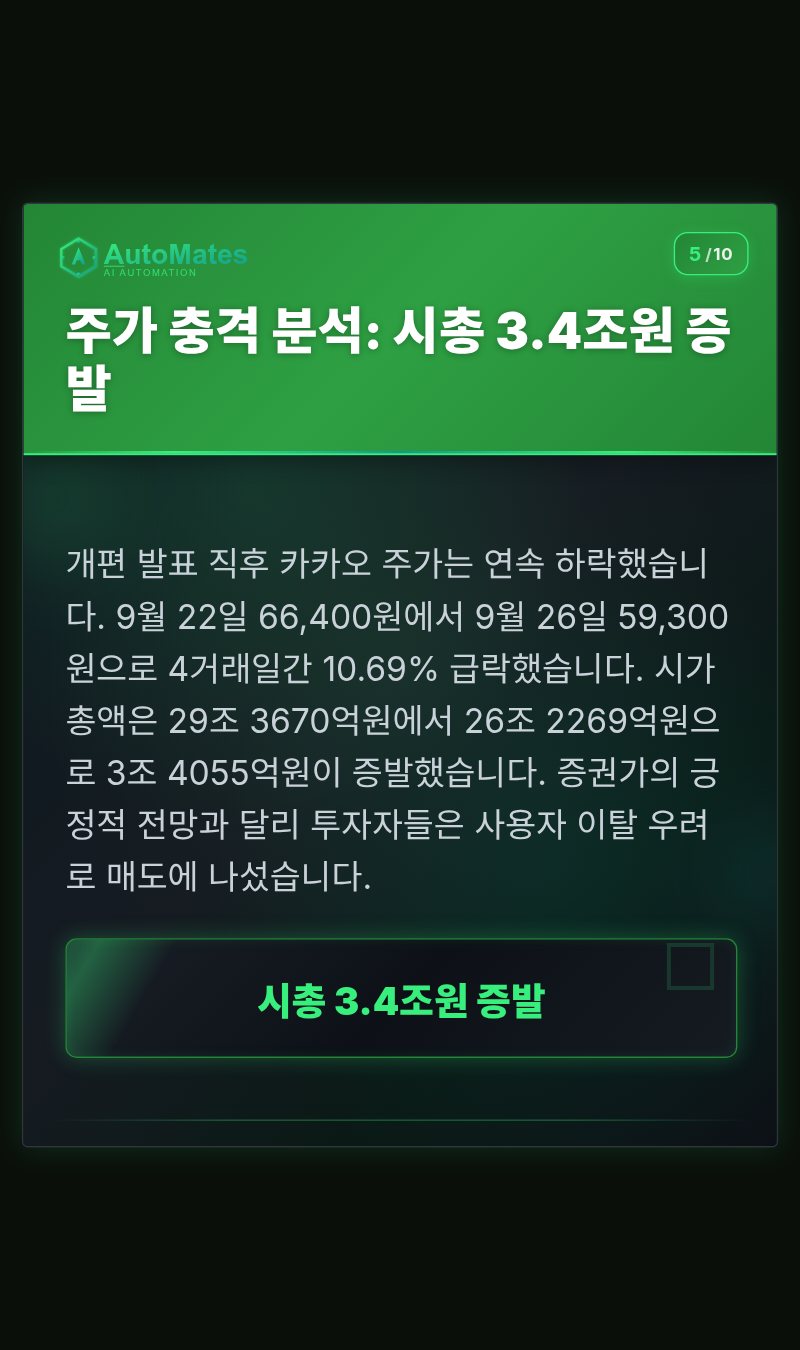 AutoMates
AI AUTOMATION
5 / 10
주가 충격 분석: 시총 3.4조원 증
발
개편 발표 직후 카카오 주가는 연속 하락했습니
다. 9월 22일 66,400원에서 9월 26일 59,300
원으로 4거래일간 10.69% 급락했습니다. 시가
총액은 29조 3670억원에서 26조 2269억원으
로 3조 4055억원이 증발했습니다. 증권가의 긍
정적 전망과 달리 투자자들은 사용자 이탈 우려
로 매도에 나섰습니다.
시총 3.4조원 증발